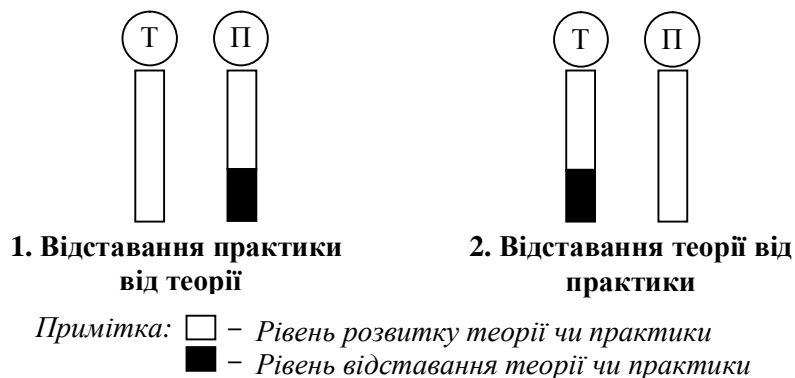 Т П Т П
1. Відставання практики
від теорії
2. Відставання теорії від
практики
Примітка: – Рівень розвитку теорії чи практики
– Рівень відставання теорії чи практики